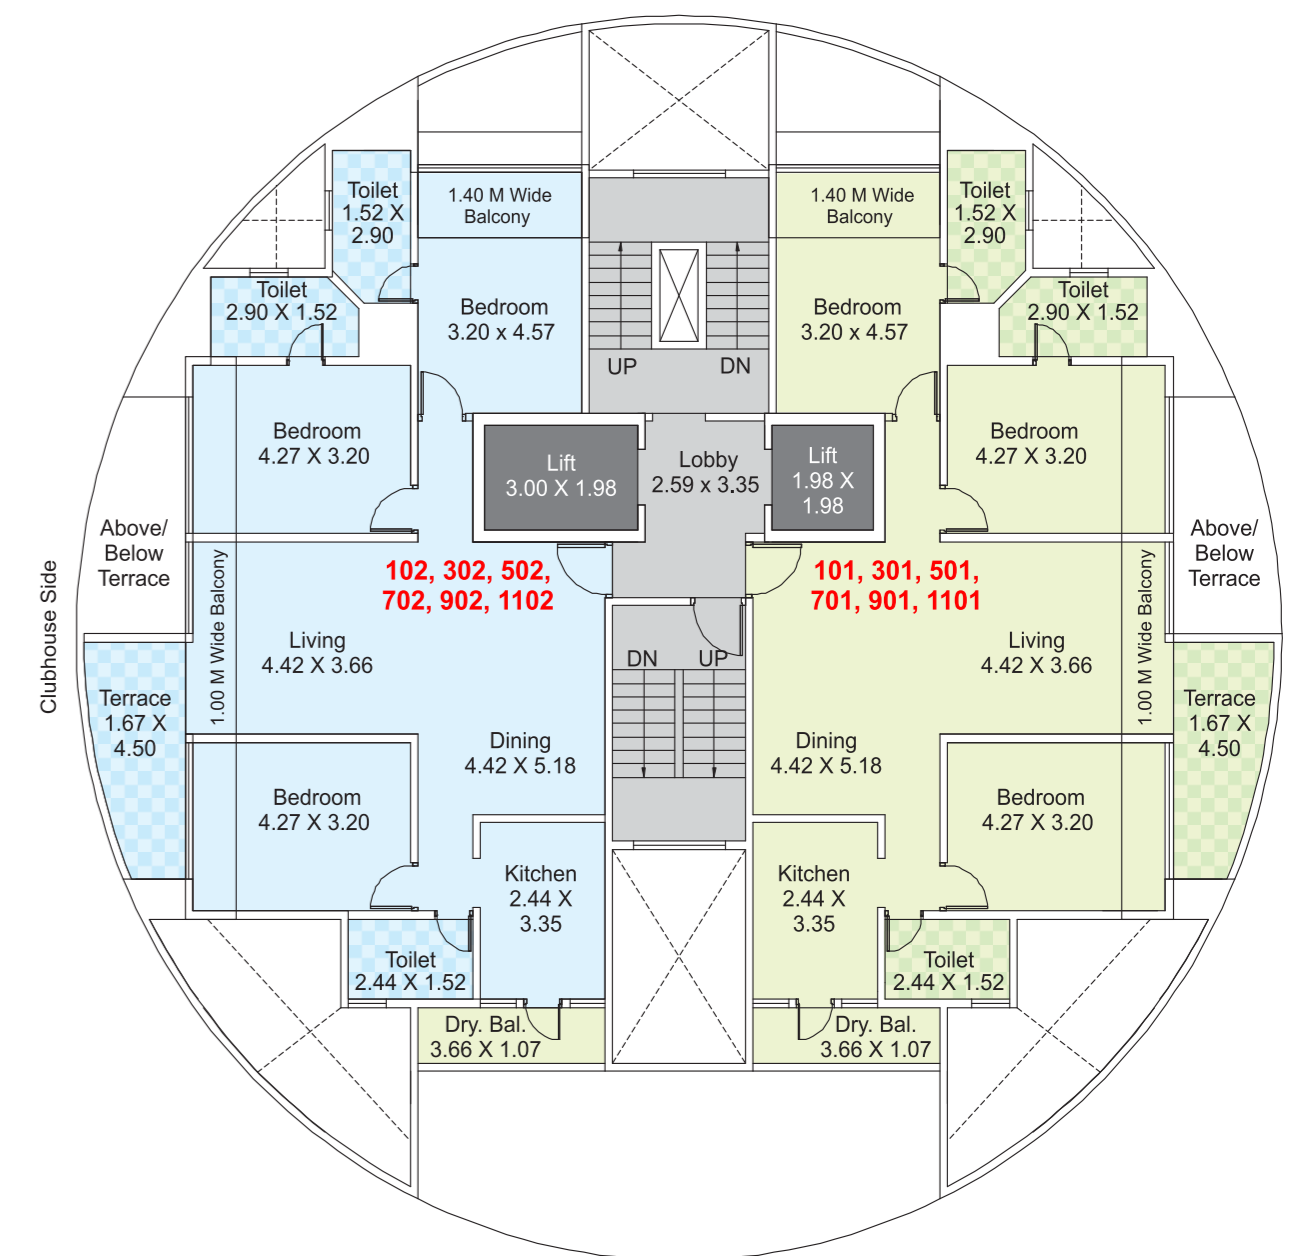 Toilet
1.52 X
2.90
1.40 M Wide
Balcony
1.40 M Wide
Balcony
Toilet
1.52 X
2.90
Toilet
2.90 X 1.52
Bedroom
3.20 x 4.57
Bedroom
3.20 x 4.57
Toilet
2.90 X 1.52
UP
DN
Bedroom
4.27 X 3.20
Lift
3.00 X 1.98
Lobby
2.59 x 3.35
Lift
1.98 X
1.98
Bedroom
4.27 X 3.20
Above/
Below
Terrace
Above/
Below
Terrace
102, 302, 502,
702, 902, 1102
101, 301, 501,
701, 901, 1101
Clubhouse Side
1.00 M Wide Balcony
Living
4.42 X 3.66
DN
UP
Living
4.42 X 3.66
1.00 M Wide Balcony
Terrace
1.67 X
4.50
Dining
4.42 X 5.18
Dining
4.42 X 5.18
Terrace
1.67 X
4.50
Bedroom
4.27 X 3.20
Bedroom
4.27 X 3.20
Kitchen
2.44 X
3.35
Kitchen
2.44 X
3.35
Toilet
2.44 X 1.52
Toilet
2.44 X 1.52
Dry. Bal.
3.66 X 1.07
Dry. Bal.
3.66 X 1.07